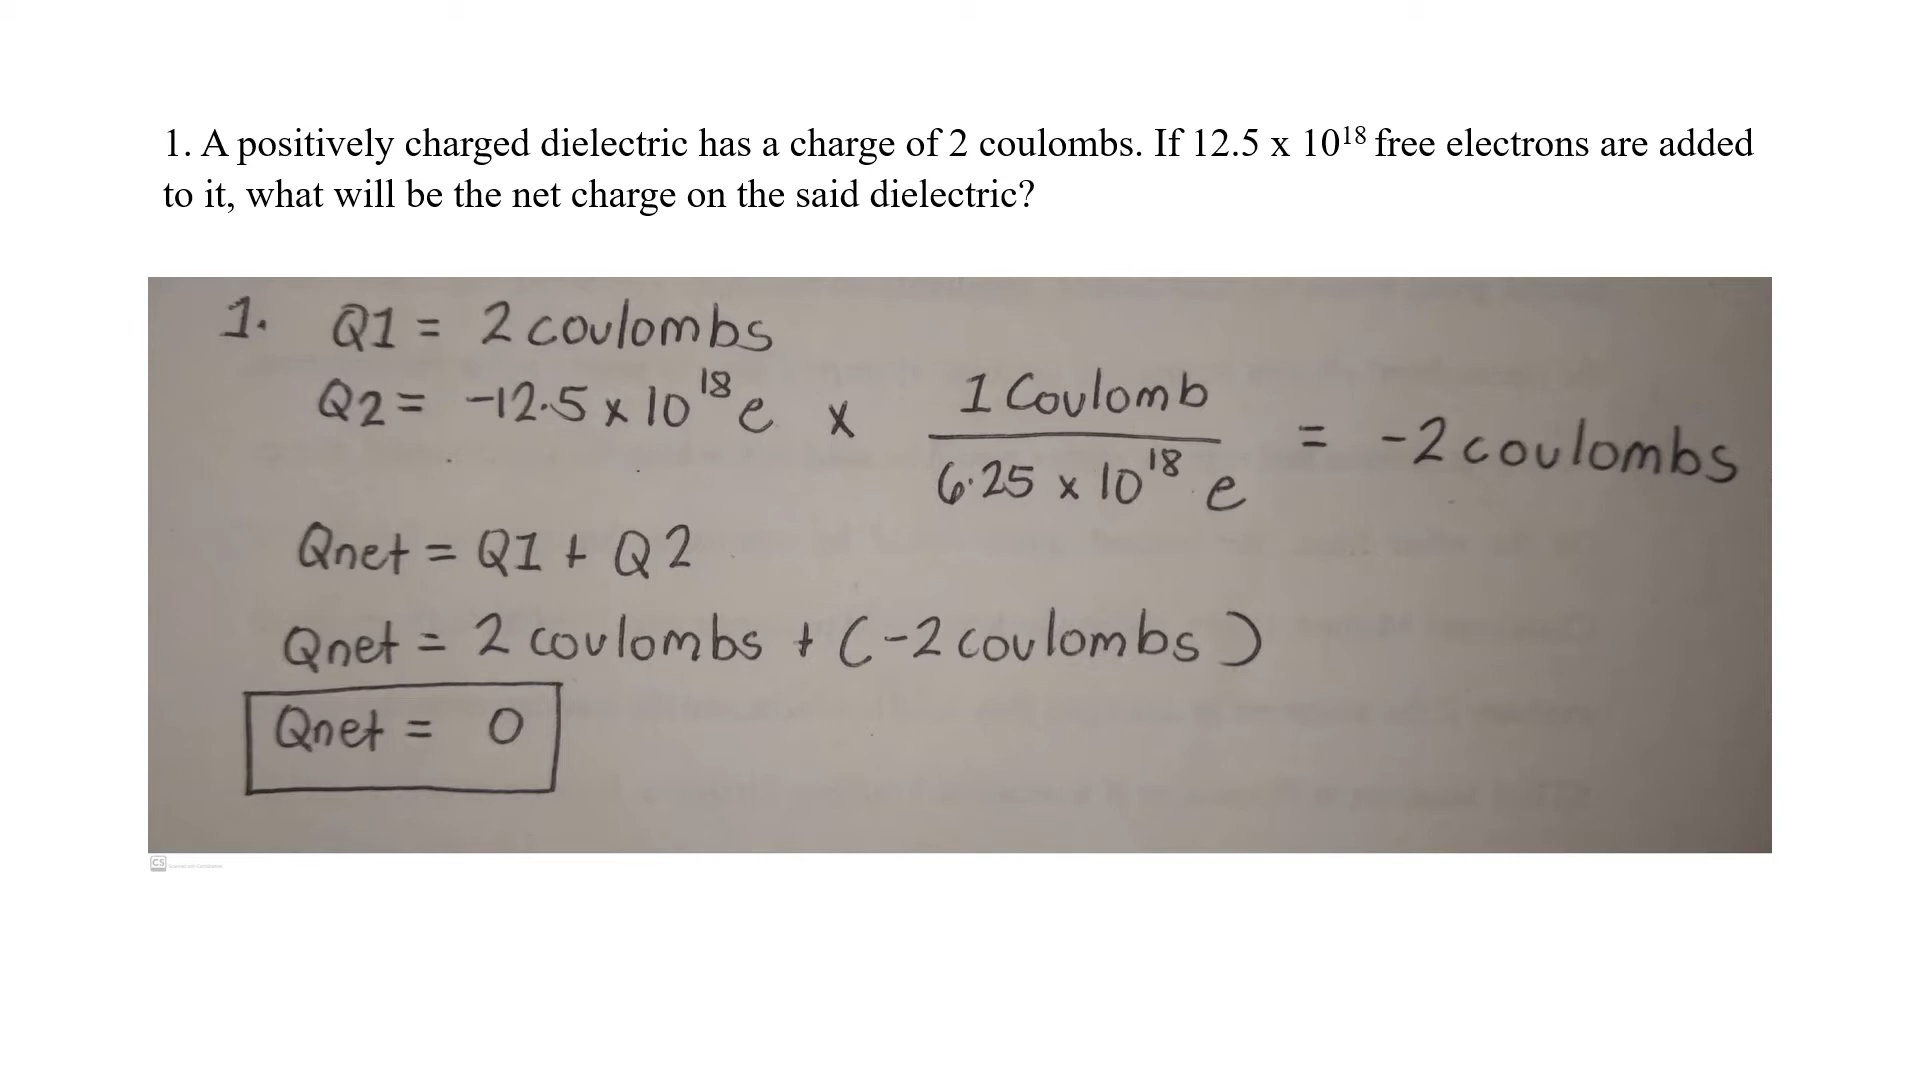 1. A positively charged dielectric has a charge of 2 coulombs. If 12.5 x 10¹⁸ free electrons are added
to it, what will be the net charge on the said dielectric?
1. Q1 = 2 coulombs
Q2 = -12.5 x 10¹⁸ e x 1 Coulomb / 6.25 x 10¹⁸ e = -2 coulombs
Qnet = Q1 + Q2
Qnet = 2 coulombs + (-2 coulombs)
Qnet = 0
CS